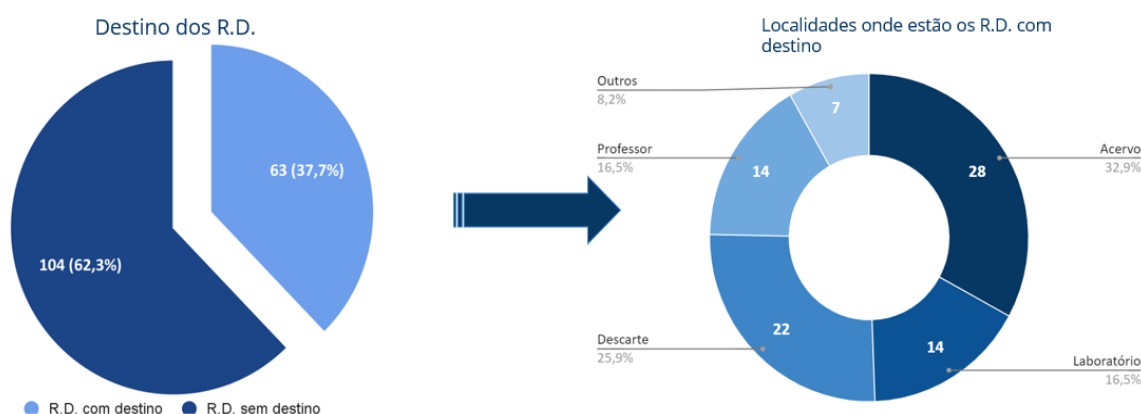 Destino dos R.D.
63 (37,7%)
104 (62,3%)
R.D. com destino
R.D. sem destino
Localidades onde estão os R.D. com
destino
Outros
8,2%
7
Professor
16,5%
14
Acervo
32,9%
28
Descarte
25,9%
22
Laboratório
16,5%
14